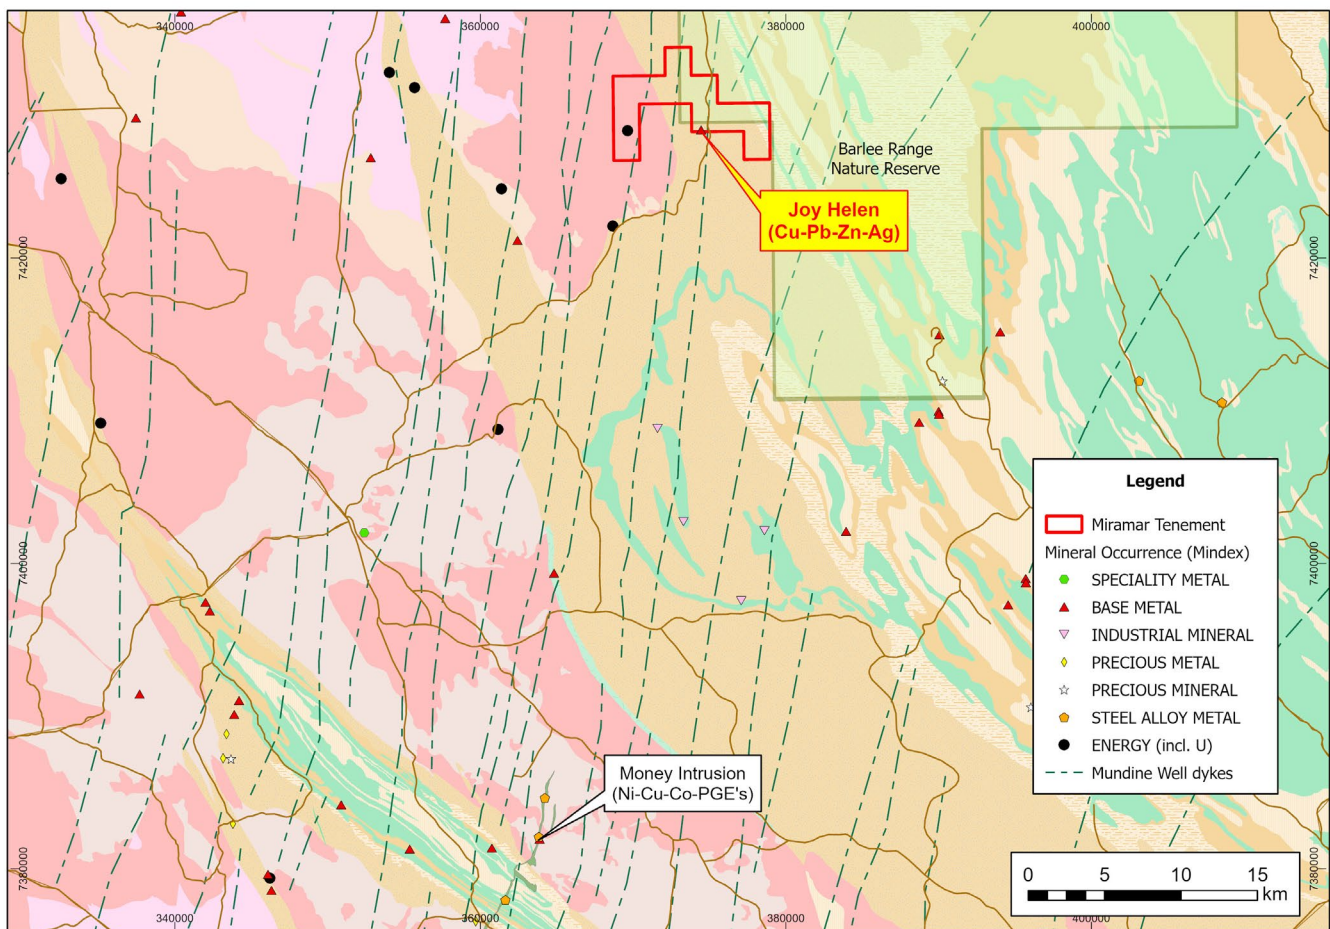 340000
360000
380000
400000
Barlee Range
Nature Reserve
Joy Helen
(Cu-Pb-Zn-Ag)
7420000
7420000
7400000
7400000
Legend
Miramar Tenement
Mineral Occurrence (Mindex)
SPECIALITY METAL
BASE METAL
INDUSTRIAL MINERAL
PRECIOUS METAL
PRECIOUS MINERAL
STEEL ALLOY METAL
ENERGY (incl. U)
Mundine Well dykes
Money Intrusion
(Ni-Cu-Co-PGE's)
7380000
7380000
0 5 10 15
km
340000
360000
380000
400000